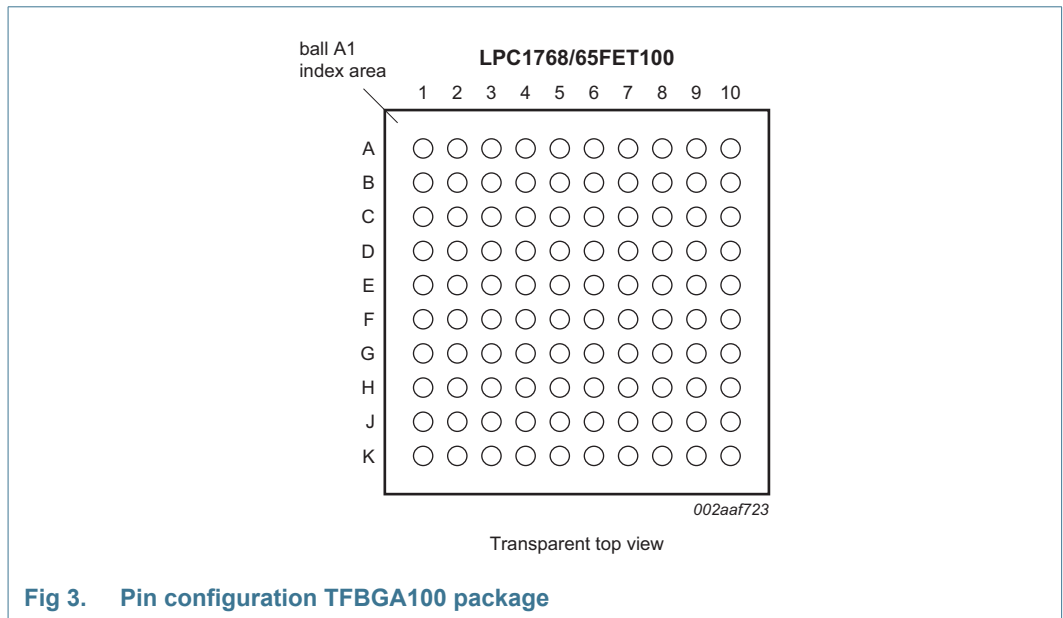 ball A1
index area
LPC1768/65FET100
1 2 3 4 5 6 7 8 9 10
A
B
C
D
E
F
G
H
J
K
002aaf723
Transparent top view
Fig 3. Pin configuration TFBGA100 package